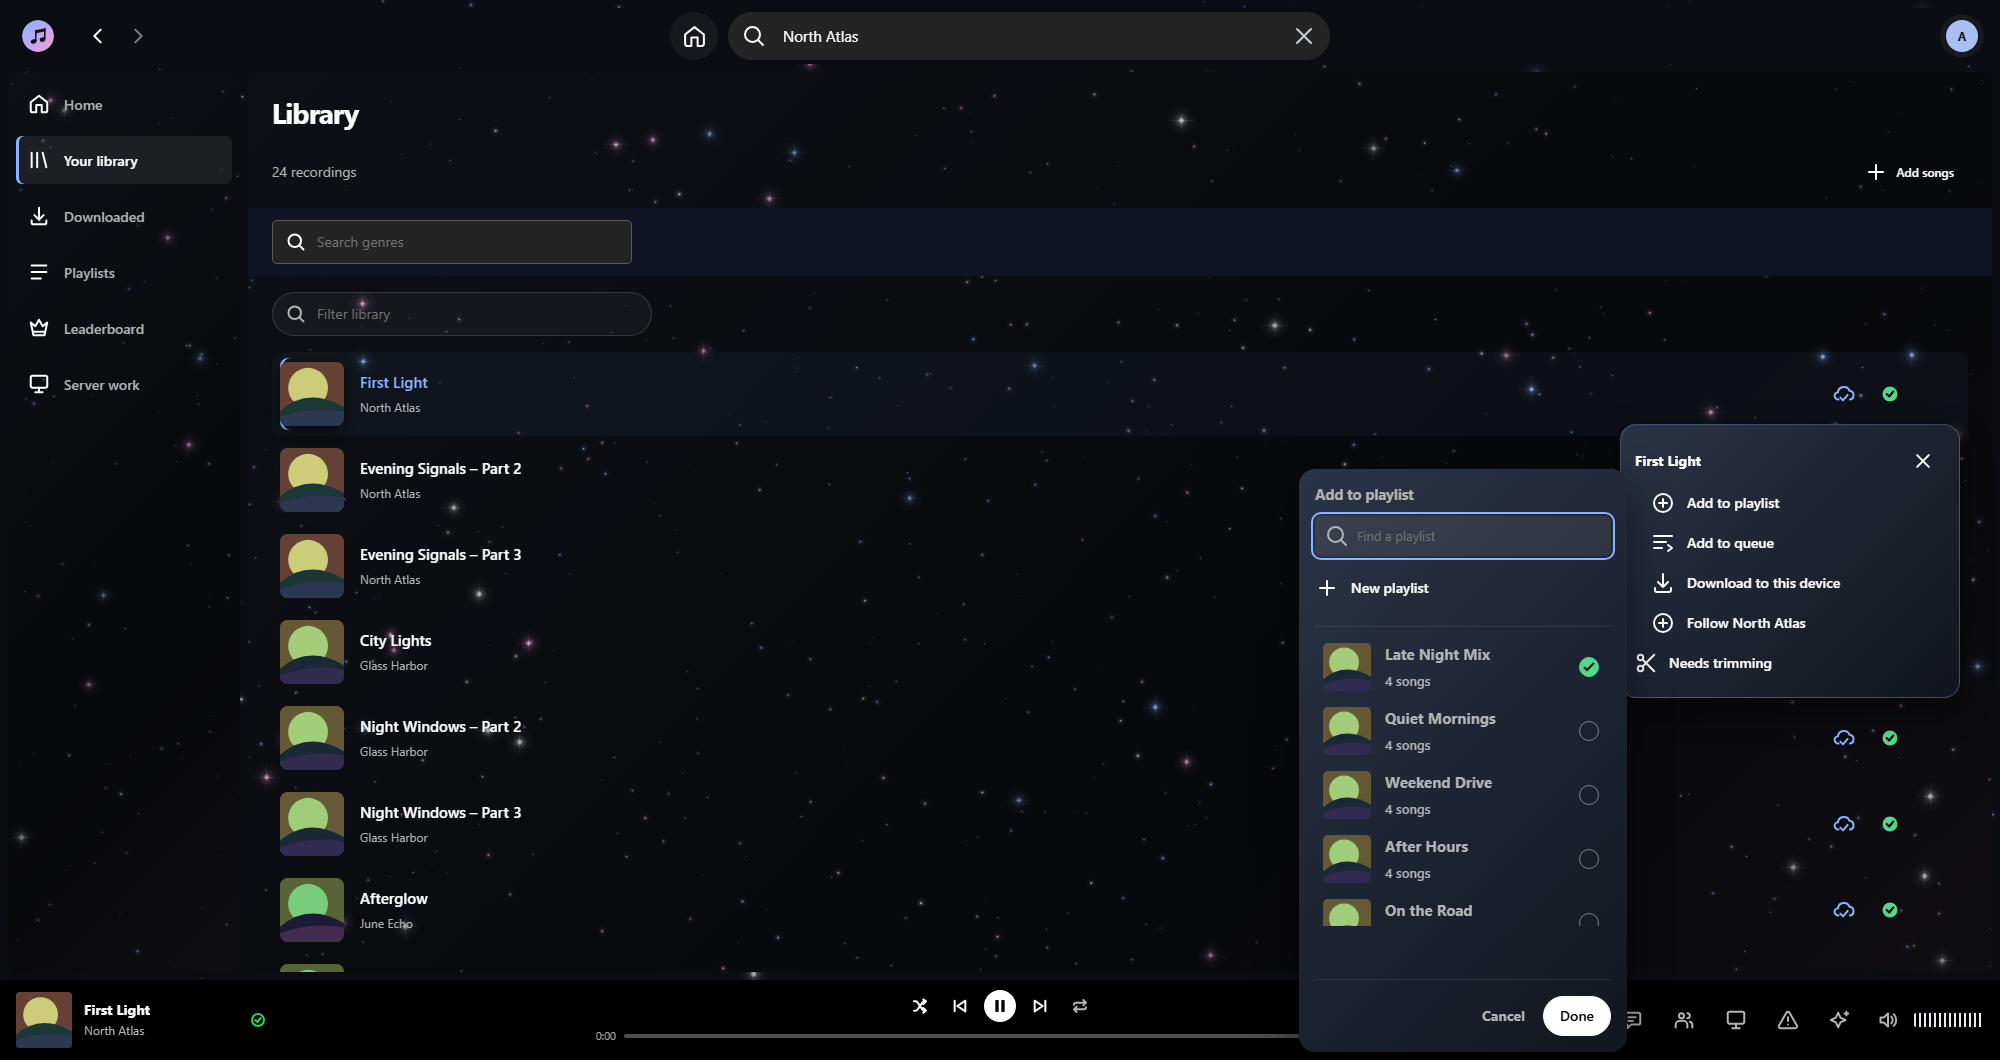 North Atlas
A
Home
Your library
Downloaded
Playlists
Leaderboard
Server work
Library
24 recordings
Add songs
Search genres
Filter library
First Light
North Atlas
Evening Signals – Part 2
North Atlas
Evening Signals – Part 3
North Atlas
City Lights
Glass Harbor
Night Windows – Part 2
Glass Harbor
Night Windows – Part 3
Glass Harbor
Afterglow
June Echo
Add to playlist
Find a playlist
New playlist
Late Night Mix
4 songs
Quiet Mornings
4 songs
Weekend Drive
4 songs
After Hours
4 songs
On the Road
Cancel
Done
First Light
Add to playlist
Add to queue
Download to this device
Follow North Atlas
Needs trimming
First Light
North Atlas
0:00